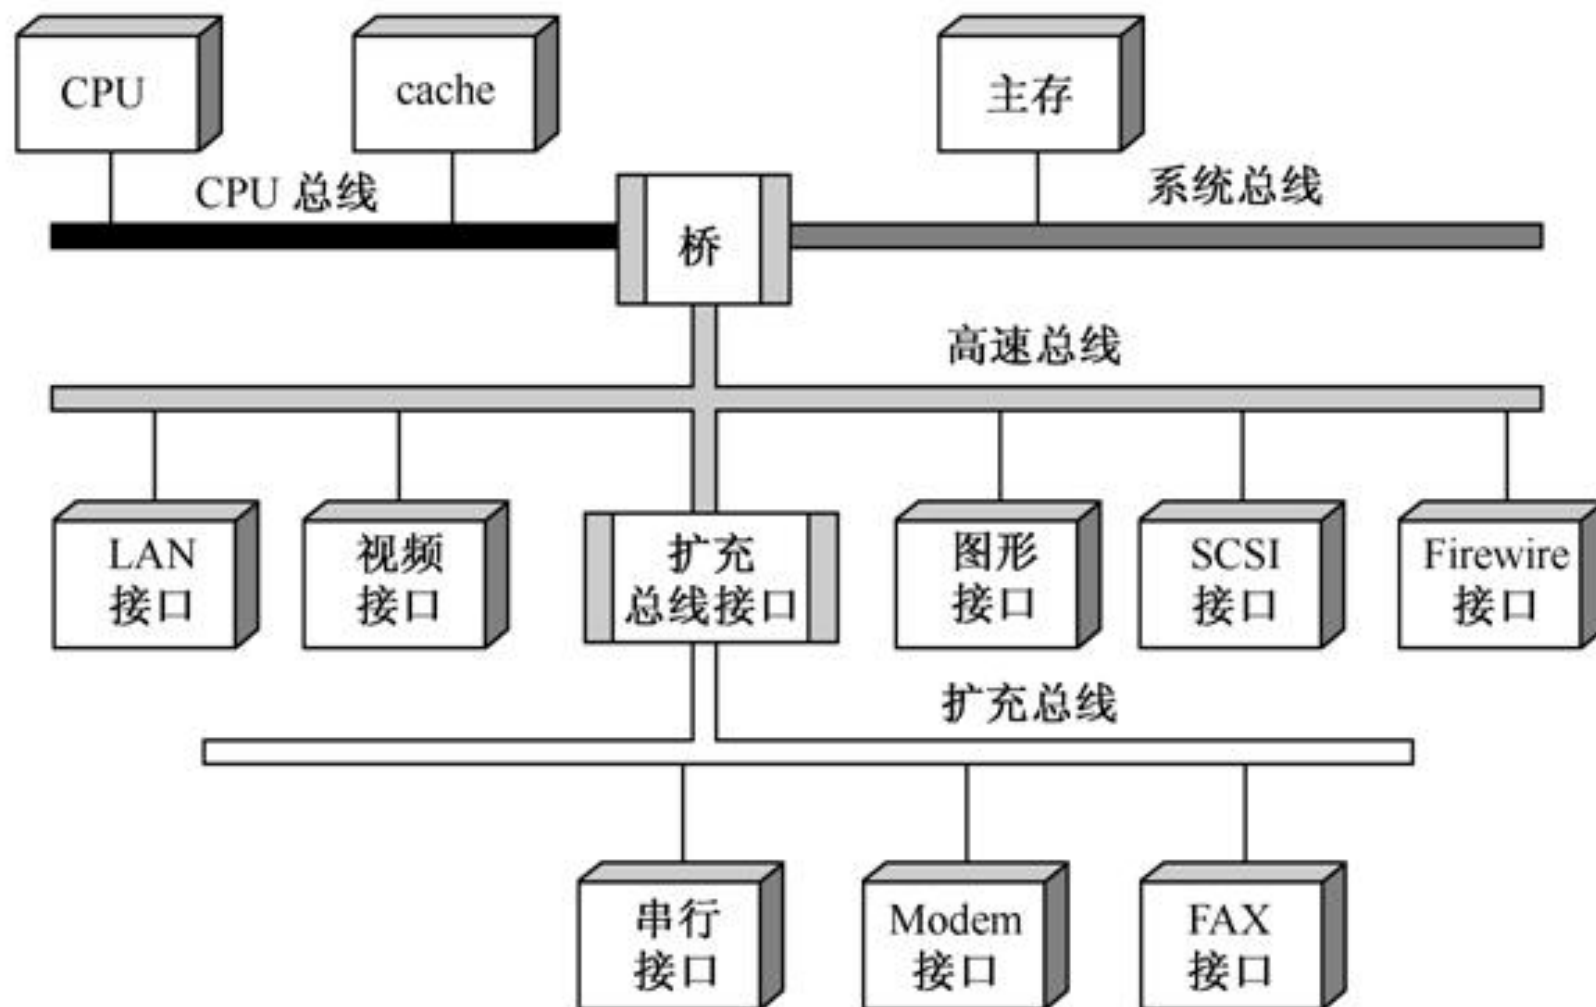 CPU
cache
主存
CPU 总线
系统总线
桥
高速总线
LAN
接口
视频
接口
扩充
总线接口
图形
接口
SCSI
接口
Firewire
接口
扩充总线
串行
接口
Modem
接口
FAX
接口